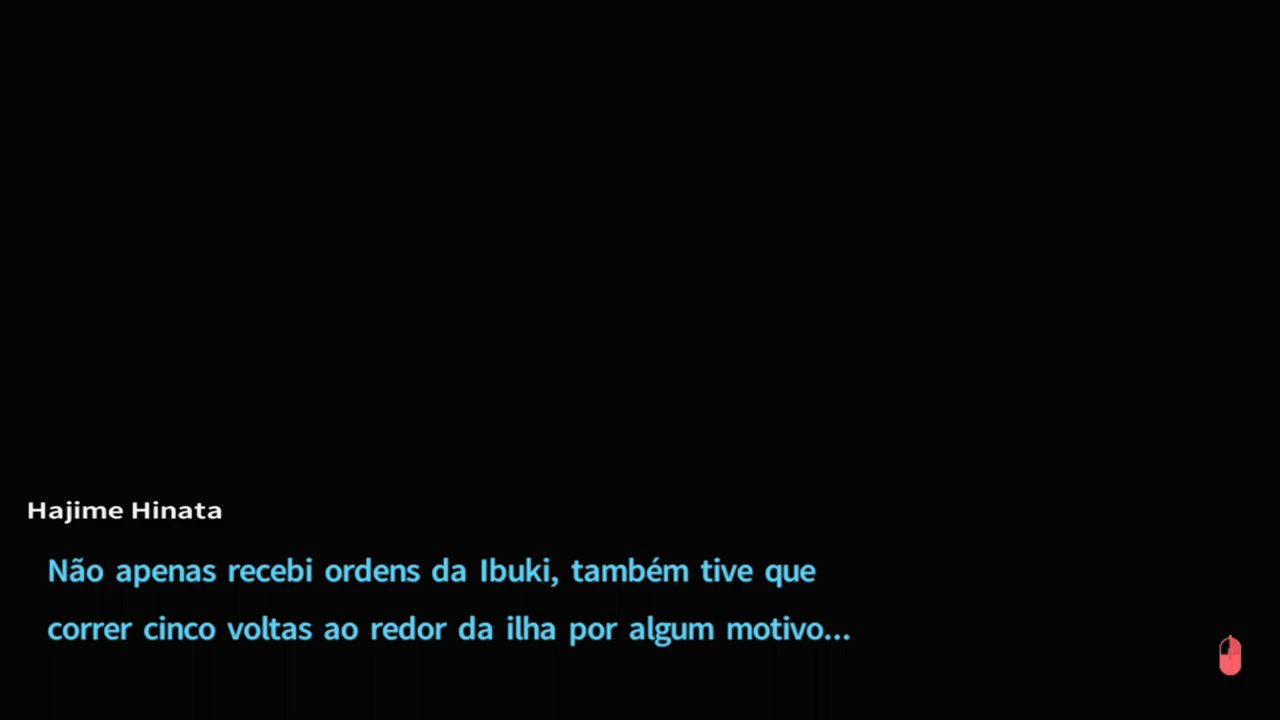 Hajime Hinata
Não apenas recebi ordens da Ibuki, também tive que
correr cinco voltas ao redor da ilha por algum motivo...